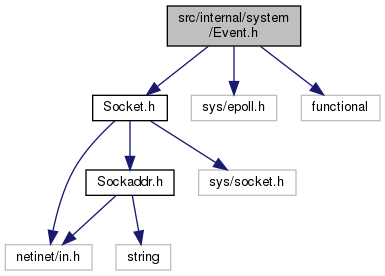 src/internal/system
/Event.h
Socket.h
sys/epoll.h
functional
Sockaddr.h
sys/socket.h
netinet/in.h
string